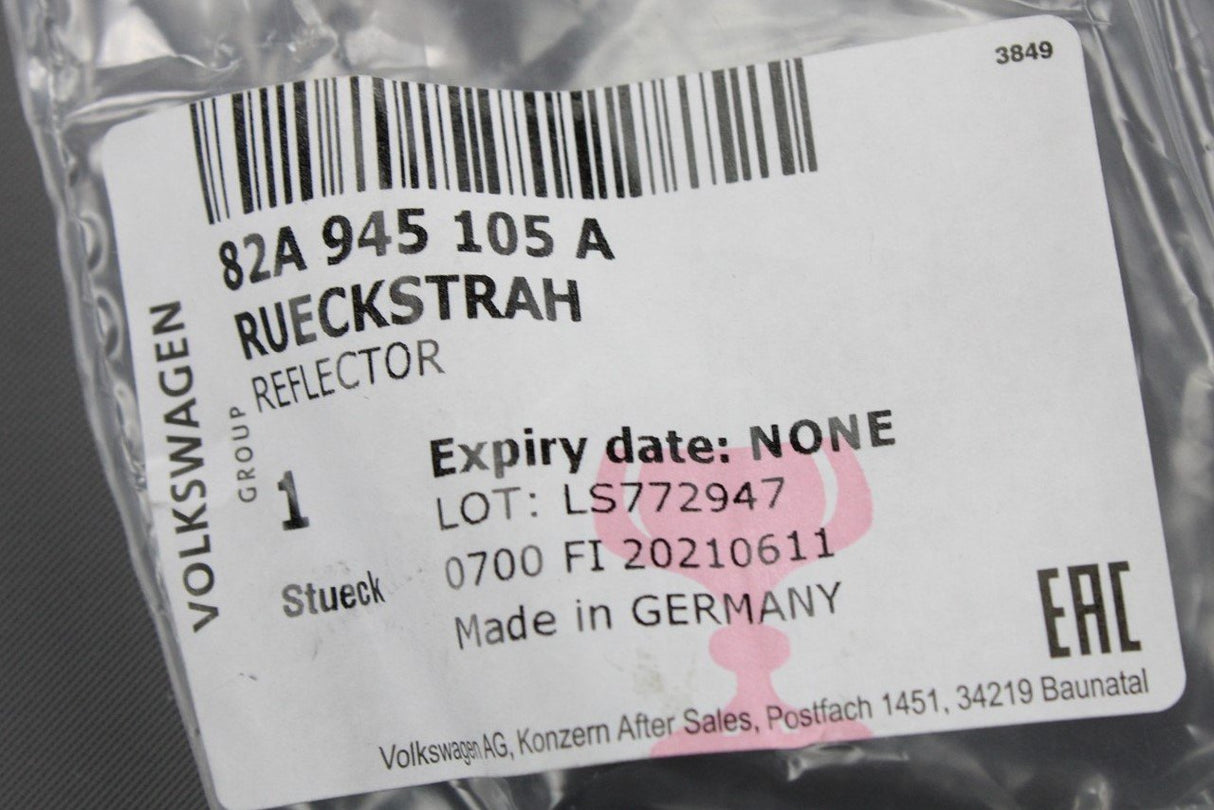 3849
82A 945 105 A
RUECKSTRAH
REFLECTOR
VOLKSWAGEN
GROUP
1
Stueck
Expiry date: NONE
LOT: LS772947
0700 FI 20210611
Made in GERMANY
EAC
Volkswagen AG, Konzern After Sales, Postfach 1451, 34219 Baunatal